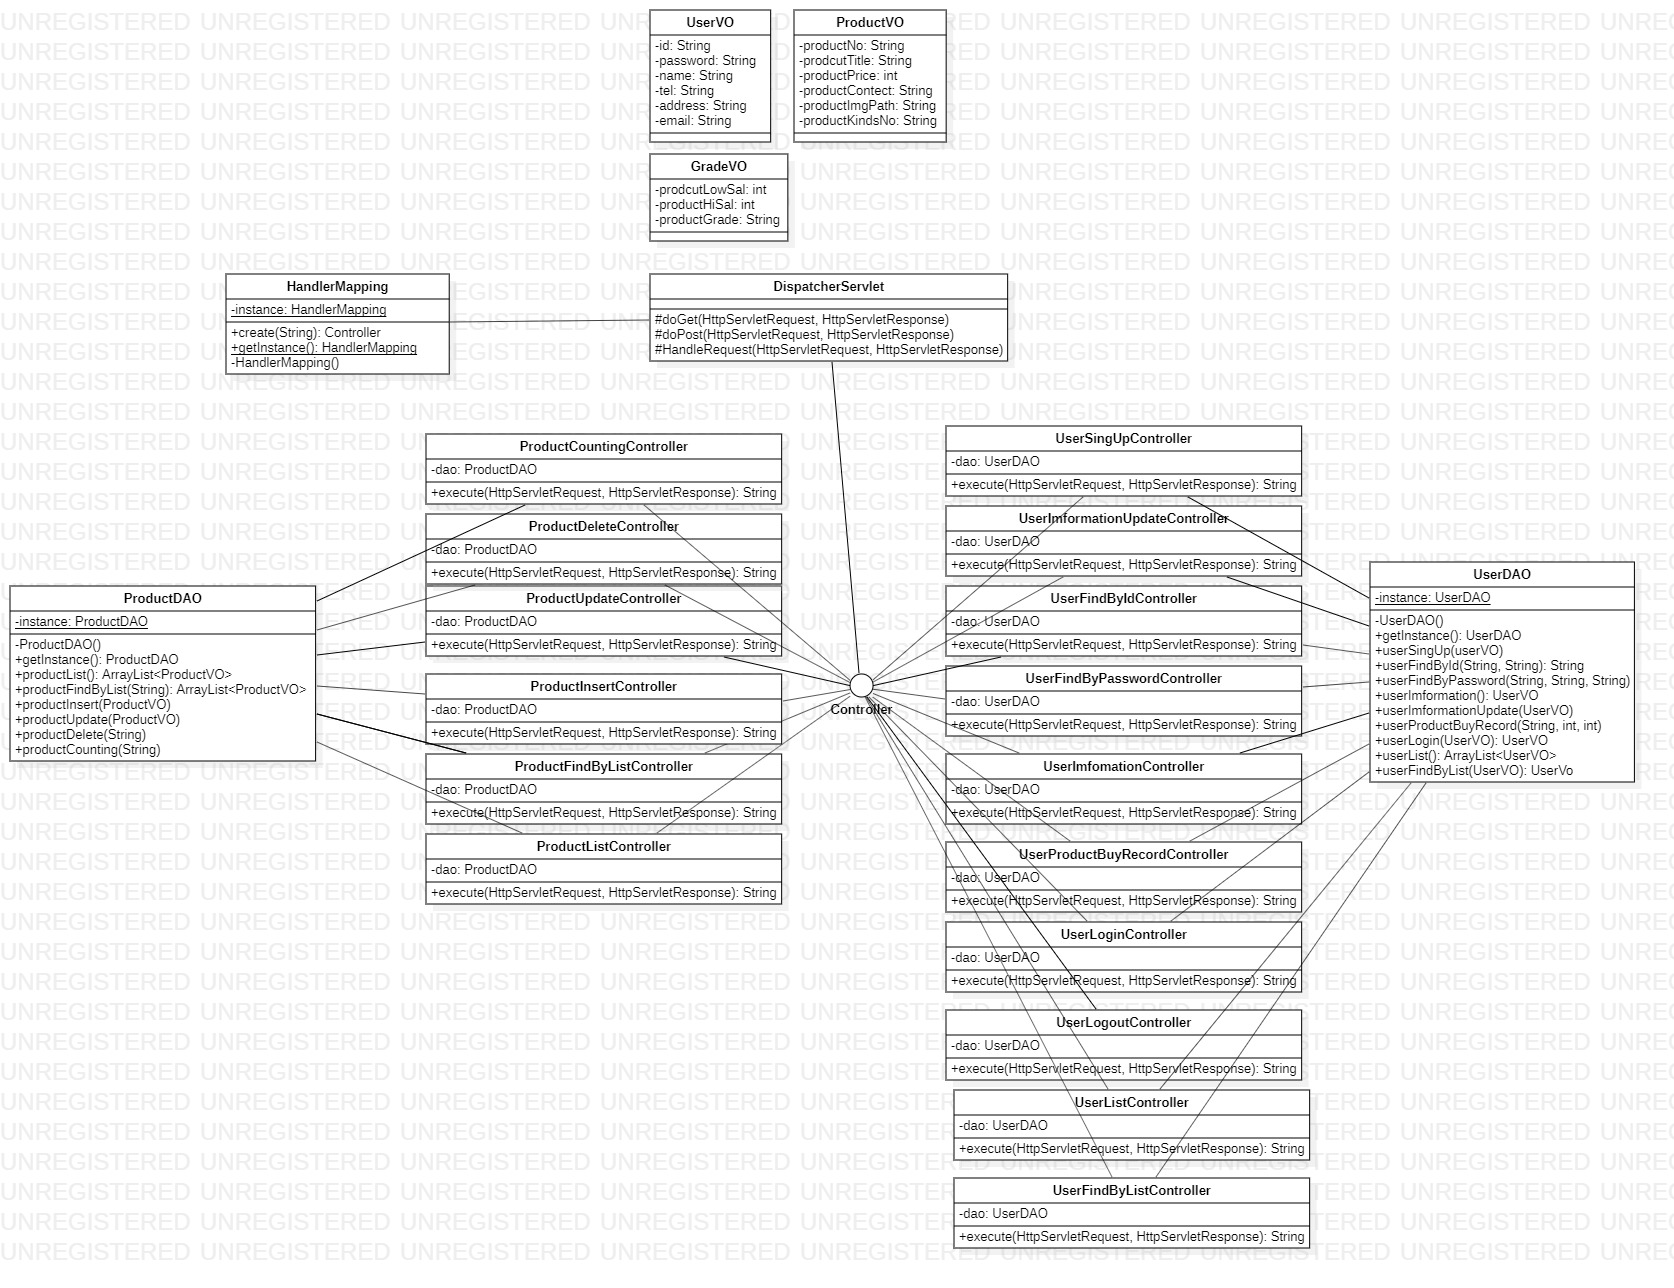 UserVO
-id: String
-password: String
-name: String
-tel: String
-address: String
-email: String
ProductVO
-productNo: String
-prodcutTitle: String
-productPrice: int
-productContect: String
-productImgPath: String
-productKindsNo: String
GradeVO
-prodcutLowSal: int
-productHiSal: int
-productGrade: String
HandlerMapping
-instance: HandlerMapping
+create(String): Controller
+getInstance(): HandlerMapping
-HandlerMapping()
DispatcherServlet
#doGet(HttpServletRequest, HttpServletResponse)
#doPost(HttpServletRequest, HttpServletResponse)
#HandleRequest(HttpServletRequest, HttpServletResponse)
ProductDAO
-instance: ProductDAO
-ProductDAO()
+getInstance(): ProductDAO
+productList(): ArrayList<ProductVO>
+productFindByList(String): ArrayList<ProductVO>
+productInsert(ProductVO)
+productUpdate(ProductVO)
+productDelete(String)
+productCounting(String)
ProductCountingController
-dao: ProductDAO
+execute(HttpServletRequest, HttpServletResponse): String
ProductDeleteController
-dao: ProductDAO
+execute(HttpServletRequest, HttpServletResponse): String
ProductUpdateController
-dao: ProductDAO
+execute(HttpServletRequest, HttpServletResponse): String
ProductInsertController
-dao: ProductDAO
+execute(HttpServletRequest, HttpServletResponse): String
ProductFindByListController
-dao: ProductDAO
+execute(HttpServletRequest, HttpServletResponse): String
ProductListController
-dao: ProductDAO
+execute(HttpServletRequest, HttpServletResponse): String
Controller
UserSingUpController
-dao: UserDAO
+execute(HttpServletRequest, HttpServletResponse): String
UserImformationUpdateController
-dao: UserDAO
+execute(HttpServletRequest, HttpServletResponse): String
UserFindByIdController
-dao: UserDAO
+execute(HttpServletRequest, HttpServletResponse): String
UserFindByPasswordController
-dao: UserDAO
+execute(HttpServletRequest, HttpServletResponse): String
UserImfomationController
-dao: UserDAO
+execute(HttpServletRequest, HttpServletResponse): String
UserProductBuyRecordController
-dao: UserDAO
+execute(HttpServletRequest, HttpServletResponse): String
UserLoginController
-dao: UserDAO
+execute(HttpServletRequest, HttpServletResponse): String
UserLogoutController
-dao: UserDAO
+execute(HttpServletRequest, HttpServletResponse): String
UserListController
-dao: UserDAO
+execute(HttpServletRequest, HttpServletResponse): String
UserFindByListController
-dao: UserDAO
+execute(HttpServletRequest, HttpServletResponse): String
UserDAO
-instance: UserDAO
-UserDAO()
+getInstance(): UserDAO
+userSingUp(userVO)
+userFindById(String, String): String
+userFindByPassword(String, String, String)
+userImformation(): UserVO
+userImformationUpdate(UserVO)
+userProductBuyRecord(String, int, int)
+userLogin(UserVO): UserVO
+userList(): ArrayList<UserVO>
+userFindByList(UserVO): UserVo
UNREGISTERED